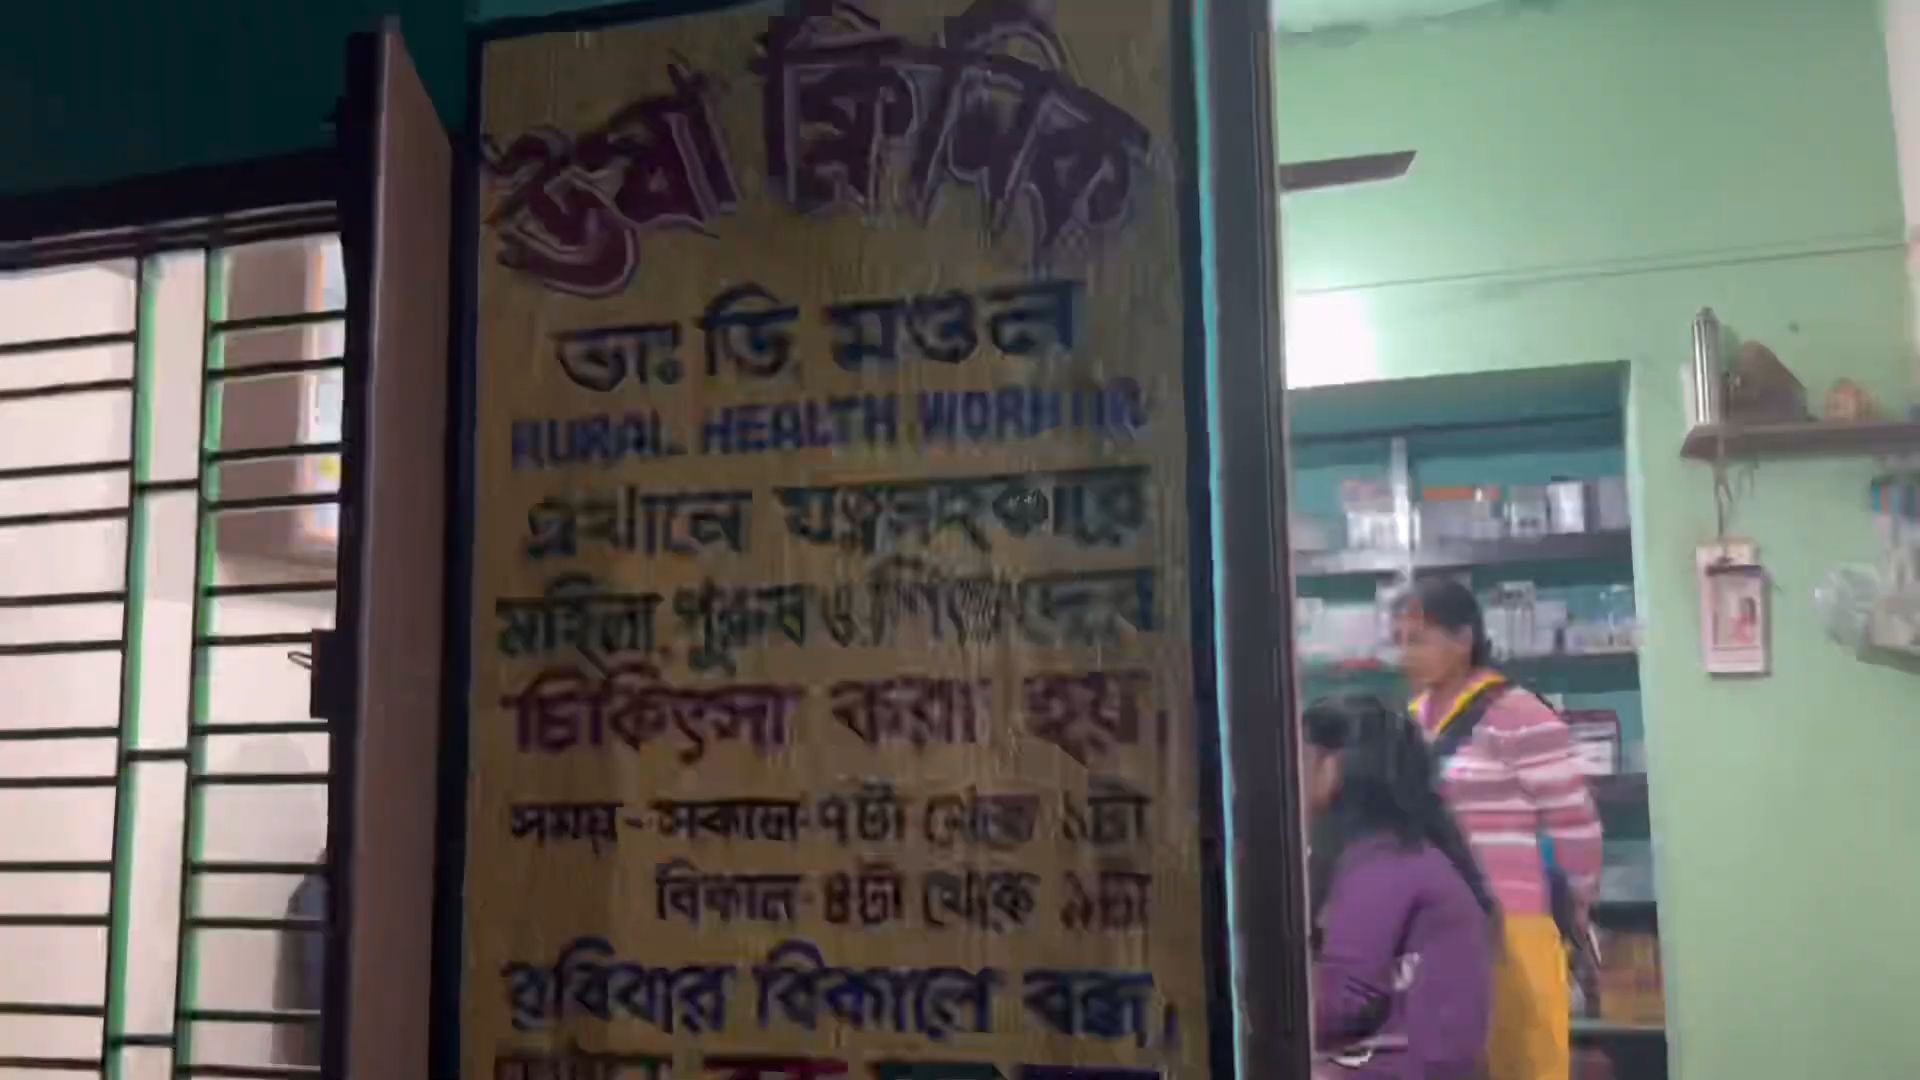 শুভা ক্লিনিক
ডাঃ ডি মণ্ডল
RURAL HEALTH WORKER
এখানে যত্নসহকারে
মহিলা, পুরুষ ও শিশুদের
চিকিৎসা করা হয়।
সময় - সকাল- ৭টা থেকে ৯টা
বিকাল- ৪টা থেকে ৯টা
রবিবার বিকালে বন্ধ।